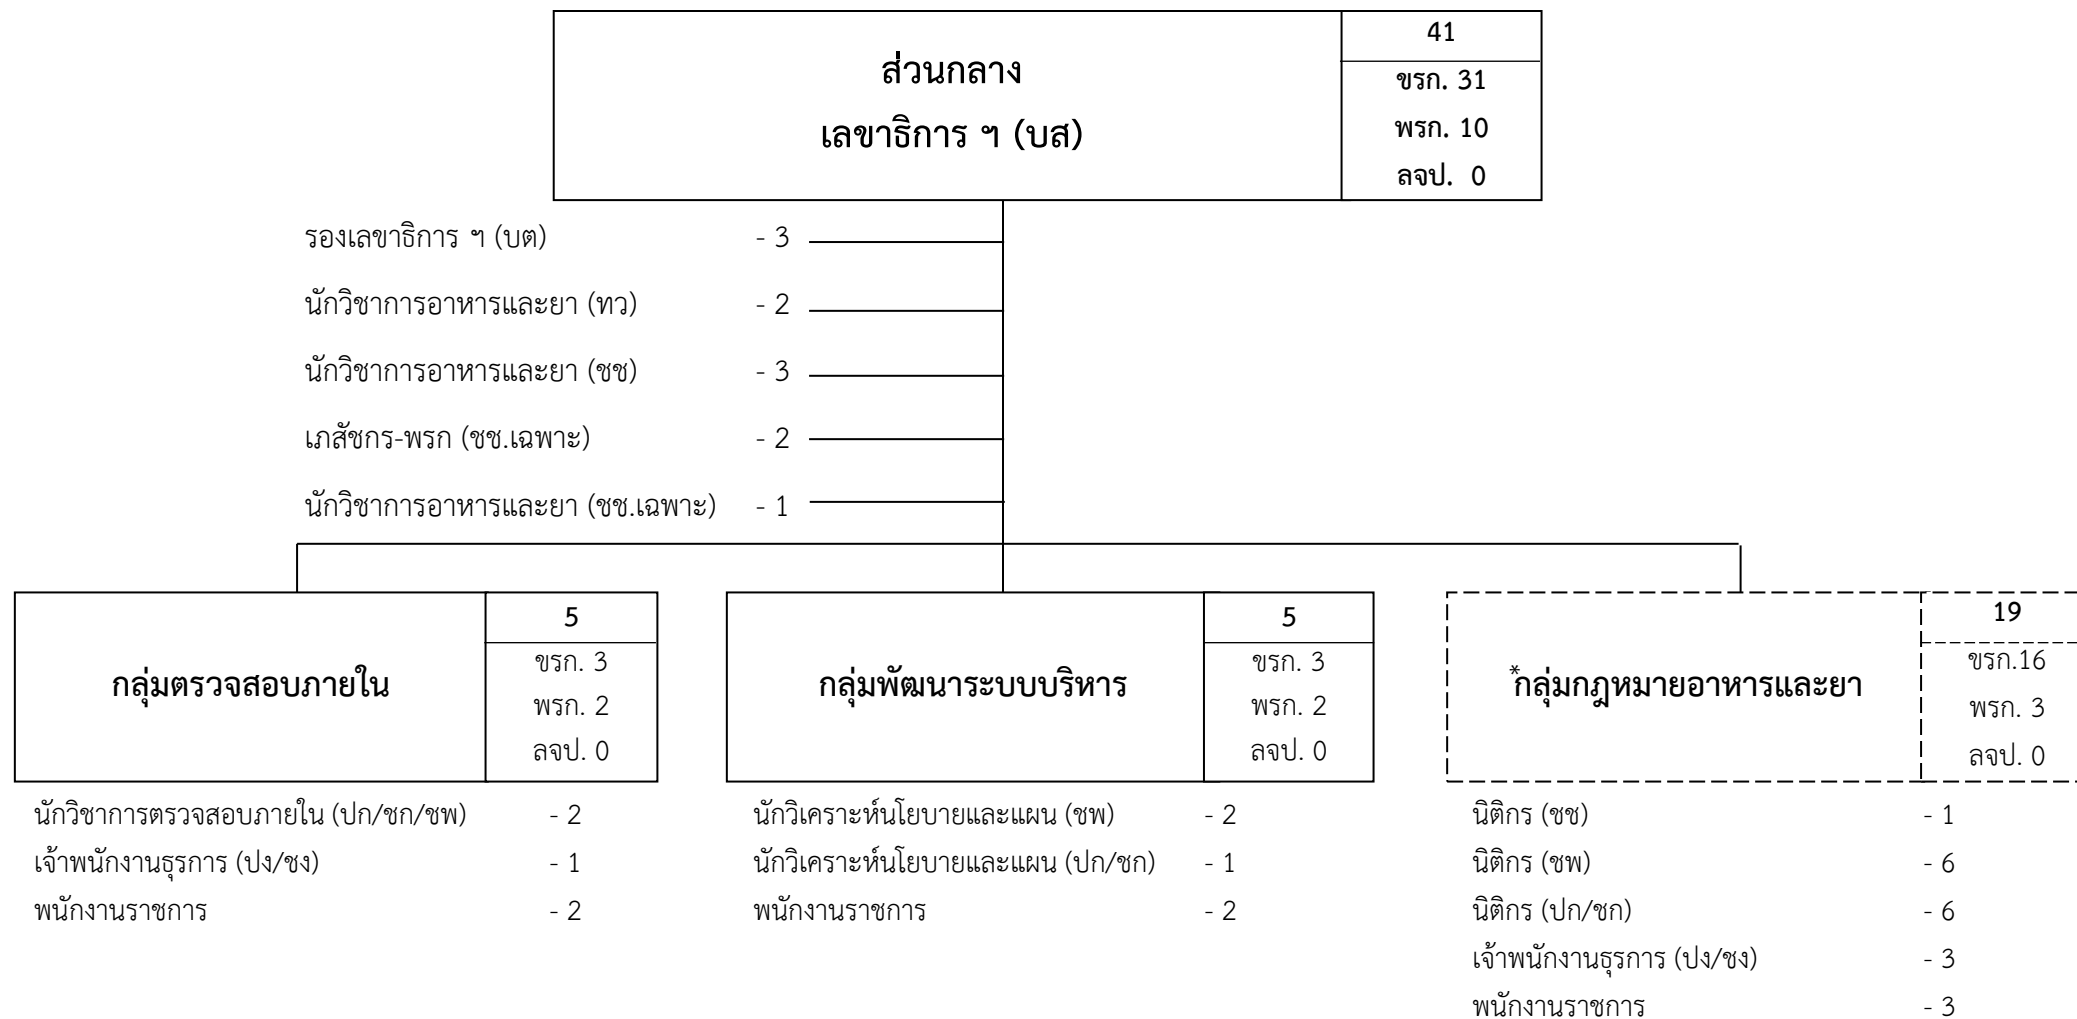 ส่วนกลาง
เลขาธิการ ฯ (บส)
41
ขรก. 31
พรก. 10
ลจป. 0
รองเลขาธิการ ฯ (บต) - 3
นักวิชาการอาหารและยา (ทว) - 2
นักวิชาการอาหารและยา (ชช) - 3
เภสัชกร-พรก (ชช.เฉพาะ) - 2
นักวิชาการอาหารและยา (ชช.เฉพาะ) - 1
กลุ่มตรวจสอบภายใน
5
ขรก. 3
พรก. 2
ลจป. 0
นักวิชาการตรวจสอบภายใน (ปก/ชก/ชพ) - 2
เจ้าพนักงานธุรการ (ปง/ชง) - 1
พนักงานราชการ - 2
กลุ่มพัฒนาระบบบริหาร
5
ขรก. 3
พรก. 2
ลจป. 0
นักวิเคราะห์นโยบายและแผน (ชพ) - 2
นักวิเคราะห์นโยบายและแผน (ปก/ชก) - 1
พนักงานราชการ - 2
*กลุ่มกฎหมายอาหารและยา
19
ขรก.16
พรก. 3
ลจป. 0
นิติกร (ชช) - 1
นิติกร (ชพ) - 6
นิติกร (ปก/ชก) - 6
เจ้าพนักงานธุรการ (ปง/ชง) - 3
พนักงานราชการ - 3